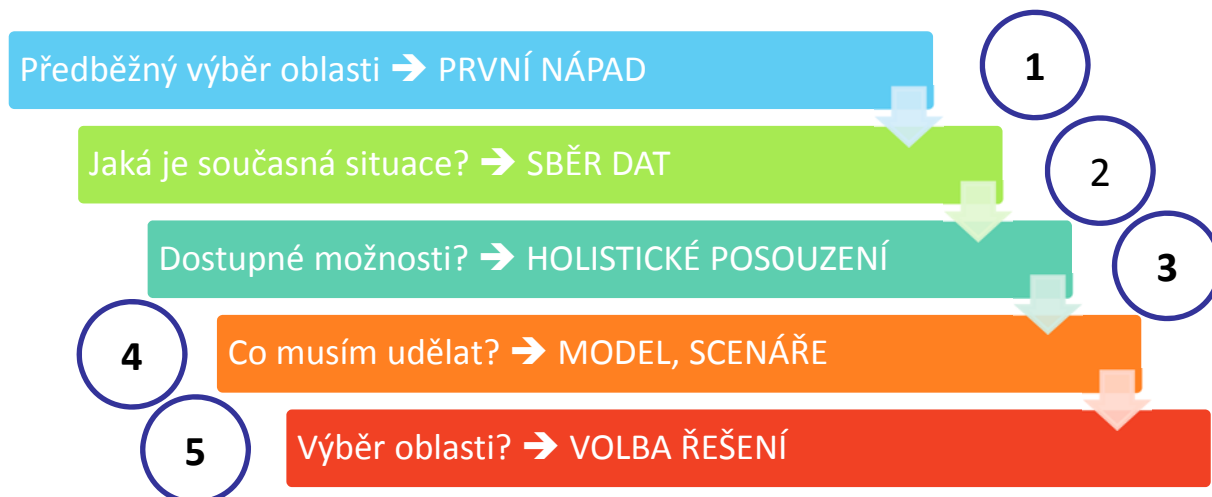 Předběžný výběr oblasti ➔ PRVNÍ NÁPAD
1
Jaká je současná situace? ➔ SBĚR DAT
2
Dostupné možnosti? ➔ HOLISTICKÉ POSOUZENÍ
3
4
Co musím udělat? ➔ MODEL, SCENÁŘE
5
Výběr oblasti? ➔ VOLBA ŘEŠENÍ